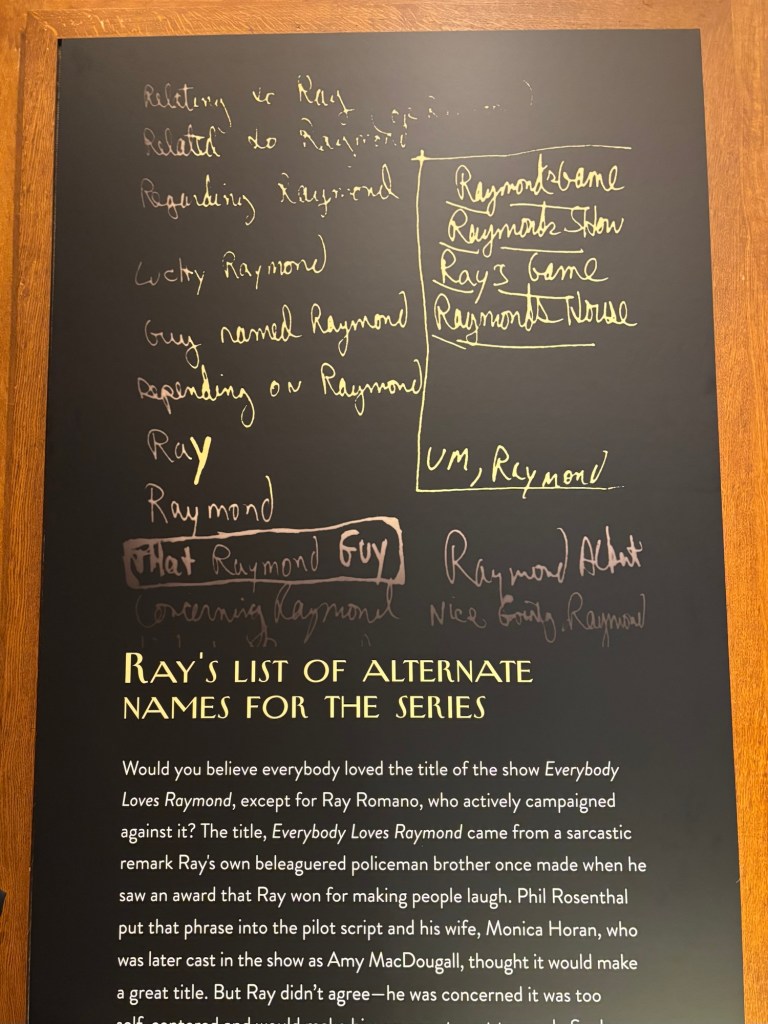 Relating to Ray
Related to Raymond
Regarding Raymond
Lucky Raymond
Guy named Raymond
Depending on Raymond
Ray
Raymond
That Raymond Guy
Concerning Raymond
Raymond's Game
Raymond's Show
Ray's Game
Raymond's House
UM, Raymond
Raymond Albert
Nice Going, Raymond
RAY'S LIST OF ALTERNATE
NAMES FOR THE SERIES
Would you believe everybody loved the title of the show Everybody
Loves Raymond, except for Ray Romano, who actively campaigned
against it? The title, Everybody Loves Raymond came from a sarcastic
remark Ray's own beleaguered policeman brother once made when he
saw an award that Ray won for making people laugh. Phil Rosenthal
put that phrase into the pilot script and his wife, Monica Horan, who
was later cast in the show as Amy MacDougall, thought it would make
a great title. But Ray didn't agree—he was concerned it was too